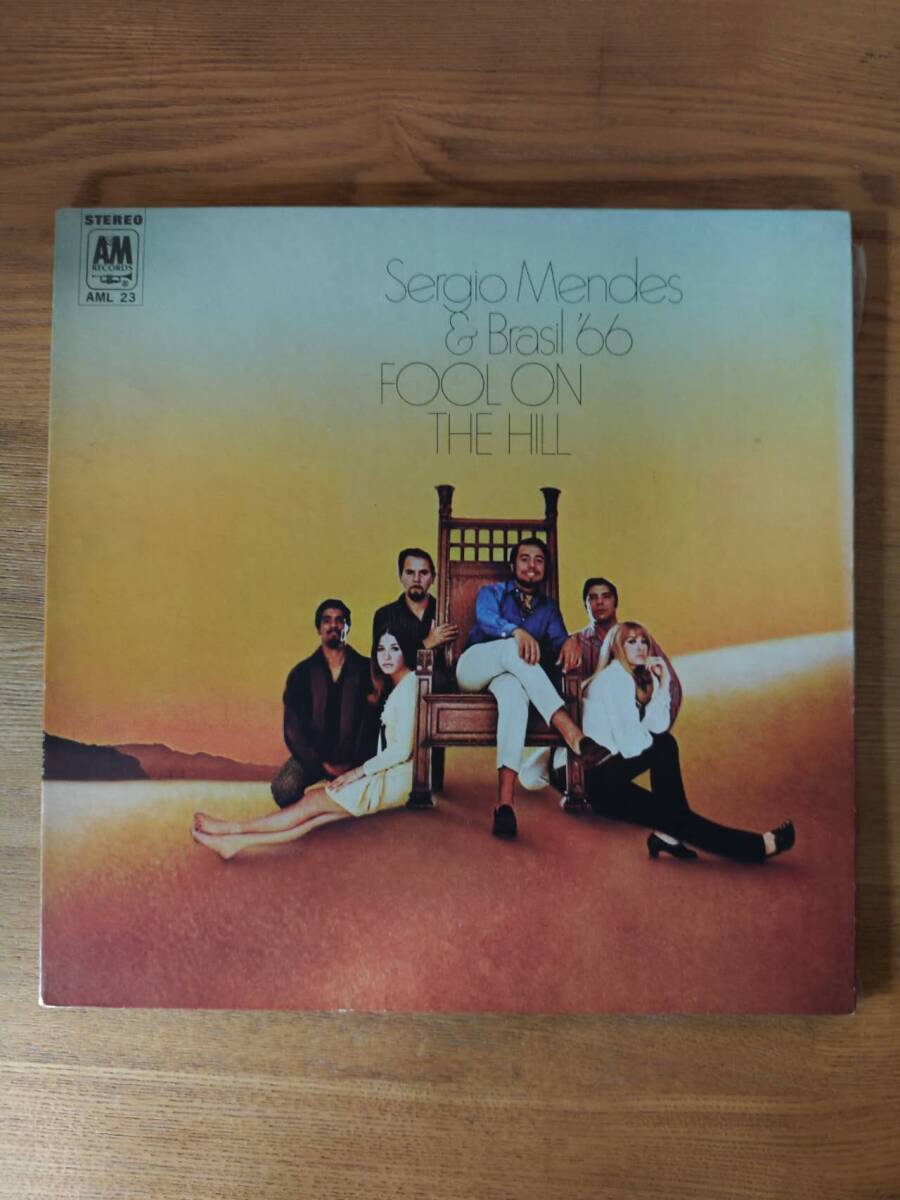 STEREO
A&M
RECORDS
®
AML 23
Sergio Mendes
& Brasil '66
FOOL ON
THE HILL